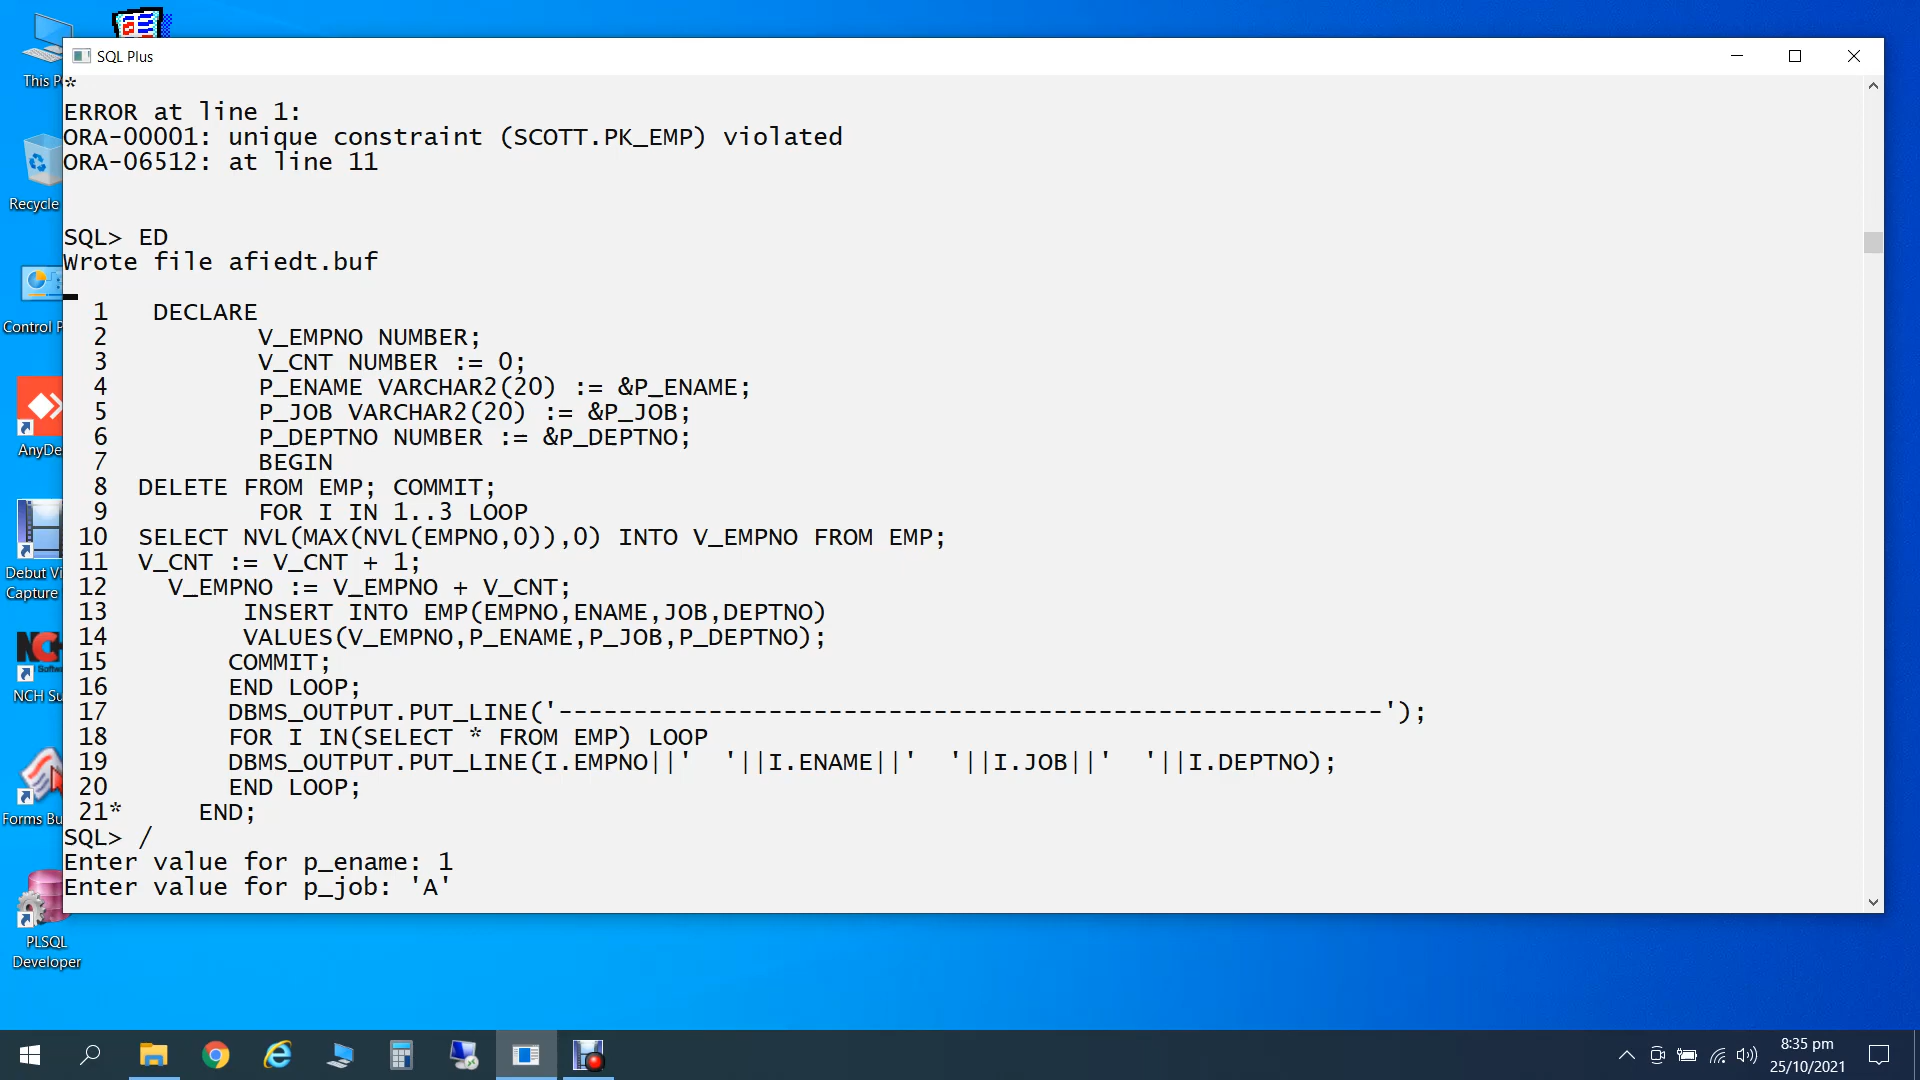 This P
SQL Plus
*
ERROR at line 1:
ORA-00001: unique constraint (SCOTT.PK_EMP) violated
ORA-06512: at line 11
Recycle
SQL> ED
Wrote file afiedt.buf
1   DECLARE
2          V_EMPNO NUMBER;
3          V_CNT NUMBER := 0;
4          P_ENAME VARCHAR2(20) := &P_ENAME;
5          P_JOB VARCHAR2(20) := &P_JOB;
6          P_DEPTNO NUMBER := &P_DEPTNO;
7          BEGIN
8  DELETE FROM EMP; COMMIT;
9          FOR I IN 1..3 LOOP
10  SELECT NVL(MAX(NVL(EMPNO,0)),0) INTO V_EMPNO FROM EMP;
11  V_CNT := V_CNT + 1;
12    V_EMPNO := V_EMPNO + V_CNT;
13         INSERT INTO EMP(EMPNO,ENAME,JOB,DEPTNO)
14         VALUES(V_EMPNO,P_ENAME,P_JOB,P_DEPTNO);
15        COMMIT;
16        END LOOP;
17        DBMS_OUTPUT.PUT_LINE('-------------------------------------------------------');
18        FOR I IN(SELECT * FROM EMP) LOOP
19        DBMS_OUTPUT.PUT_LINE(I.EMPNO||'  '||I.ENAME||'  '||I.JOB||'  '||I.DEPTNO);
20        END LOOP;
21*     END;
SQL> /
Enter value for p_ename: 1
Enter value for p_job: 'A'
Control P
AnyDe
Debut Vi
Capture
NCH Su
Forms Bu
PLSQL
Developer
8:35 pm
25/10/2021